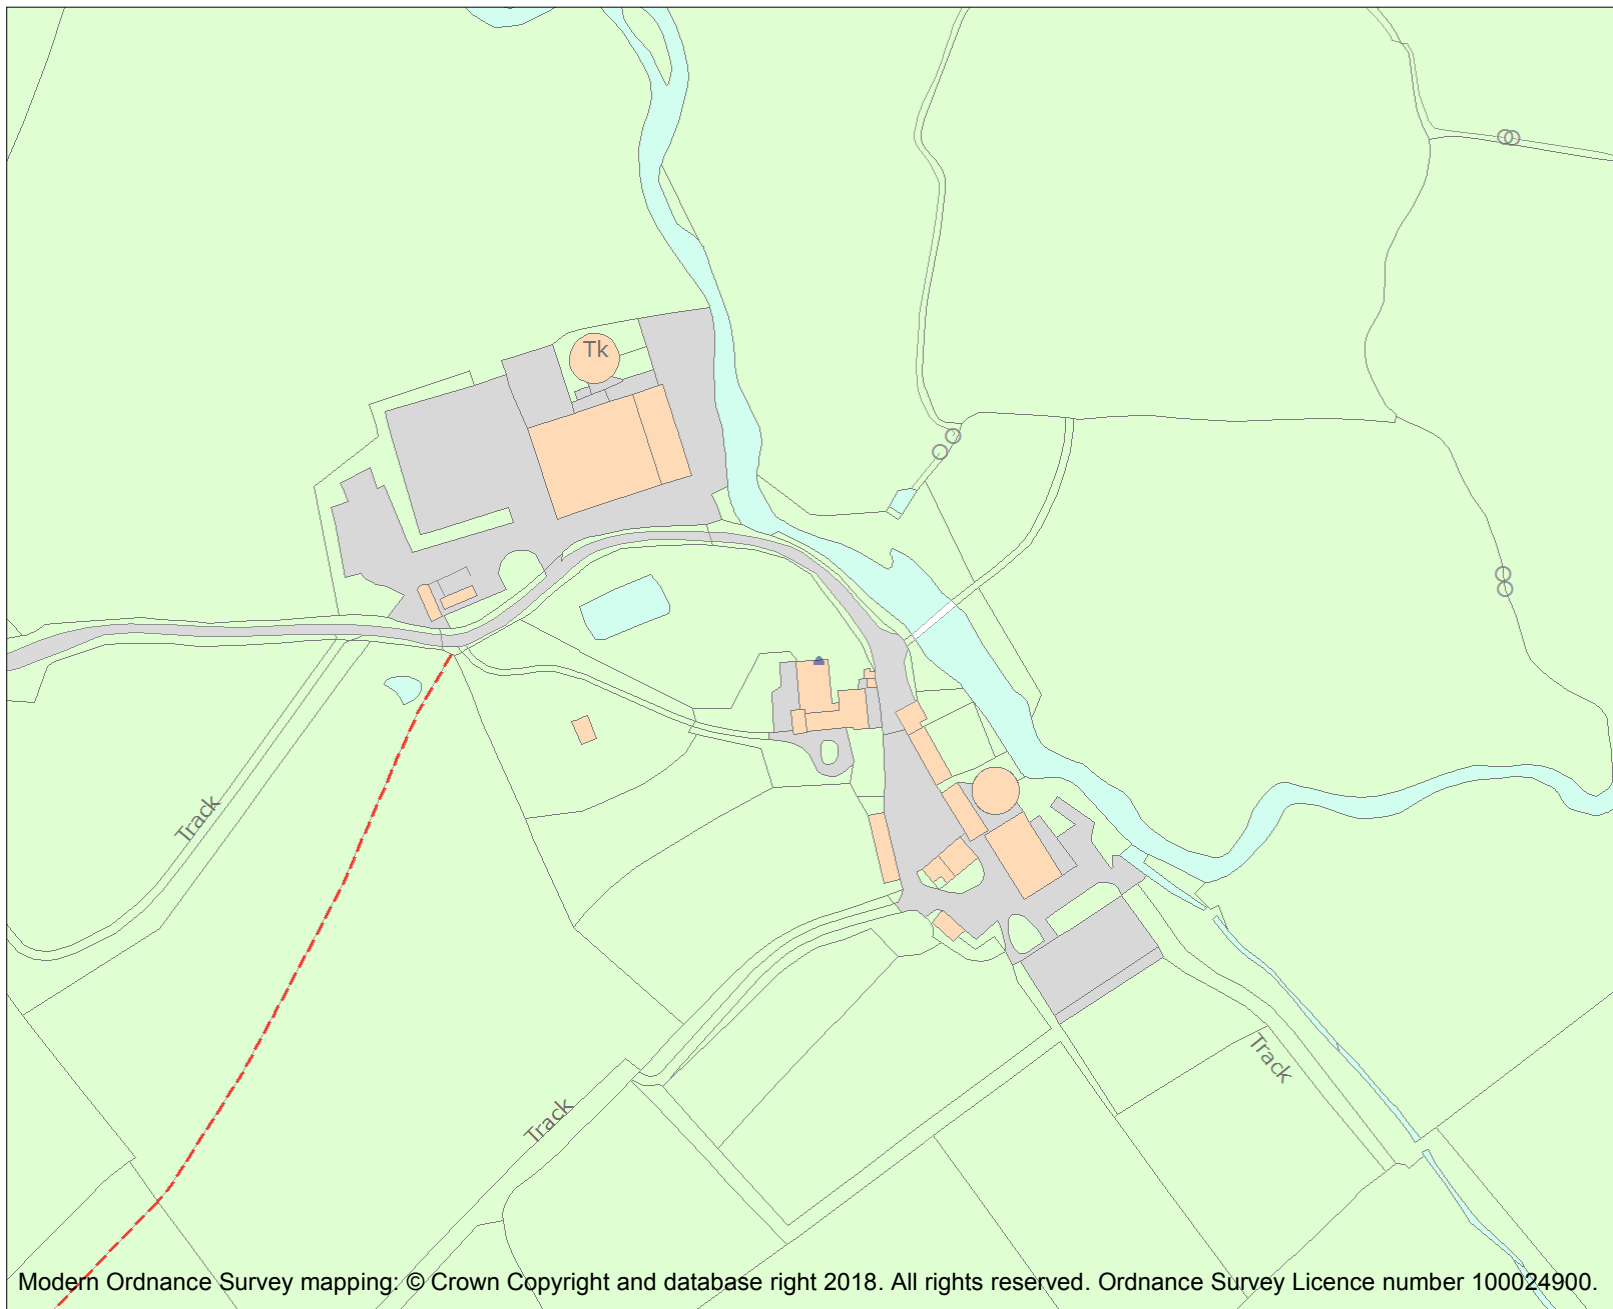 Tk
Track
Track
Track
Modern Ordnance Survey mapping: © Crown Copyright and database right 2018. All rights reserved. Ordnance Survey Licence number 100024900.